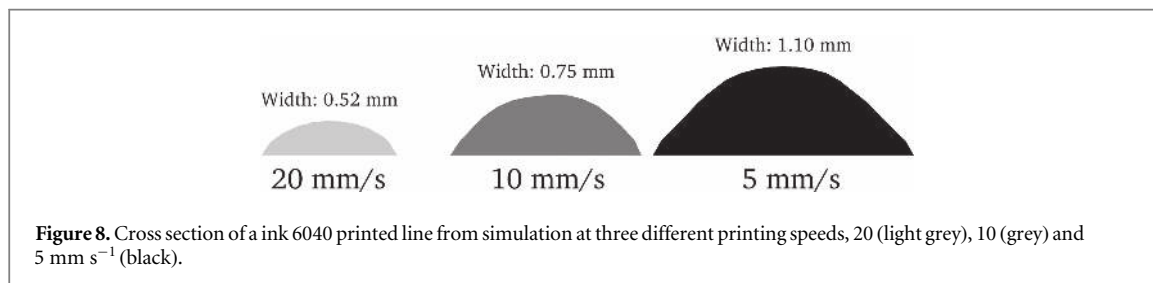 Width: 1.10 mm
Width: 0.75 mm
Width: 0.52 mm
20 mm/s
10 mm/s
5 mm/s
Figure 8. Cross section of a ink 6040 printed line from simulation at three different printing speeds, 20 (light grey), 10 (grey) and
5 mm s⁻¹ (black).